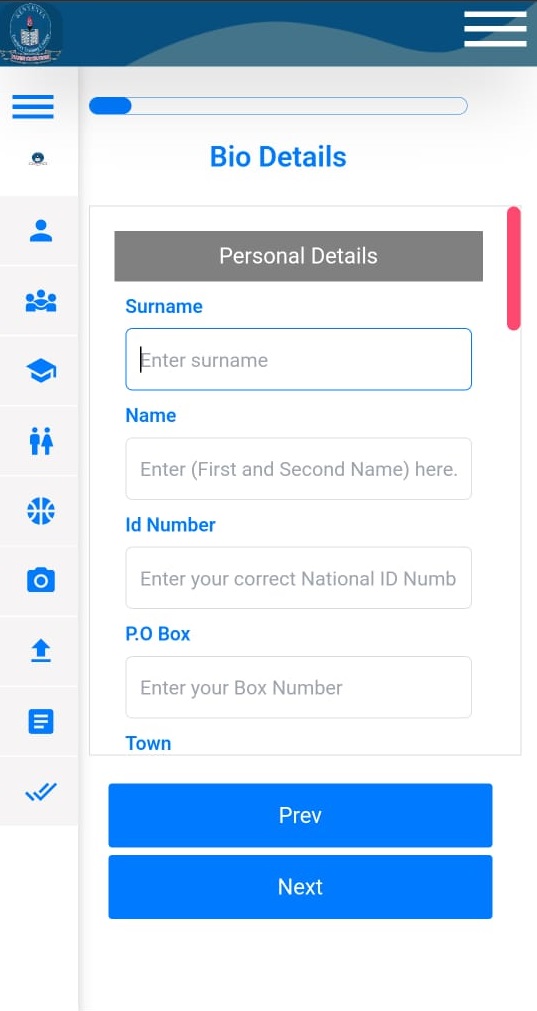 Bio Details
Personal Details
Surname
Enter surname
Name
Enter (First and Second Name) here.
Id Number
Enter your correct National ID Numb
P.O Box
Enter your Box Number
Town
Prev
Next